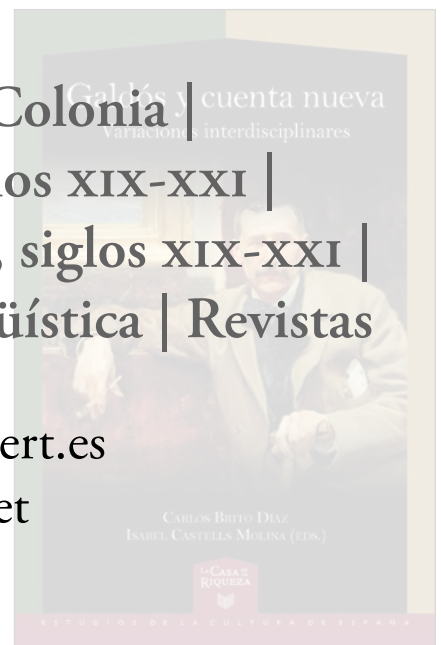 Galdós y cuenta nueva
Variaciones interdisciplinares
Colonia |
los XIX-XXI |
, siglos XIX-XXI |
üística | Revistas
ert.es
et
Carlos Brito Díaz
Isabel Castells Molina (eds.)
La Casa de la
Riqueza
ESTUDIOS DE LA CULTURA DE ESPAÑA